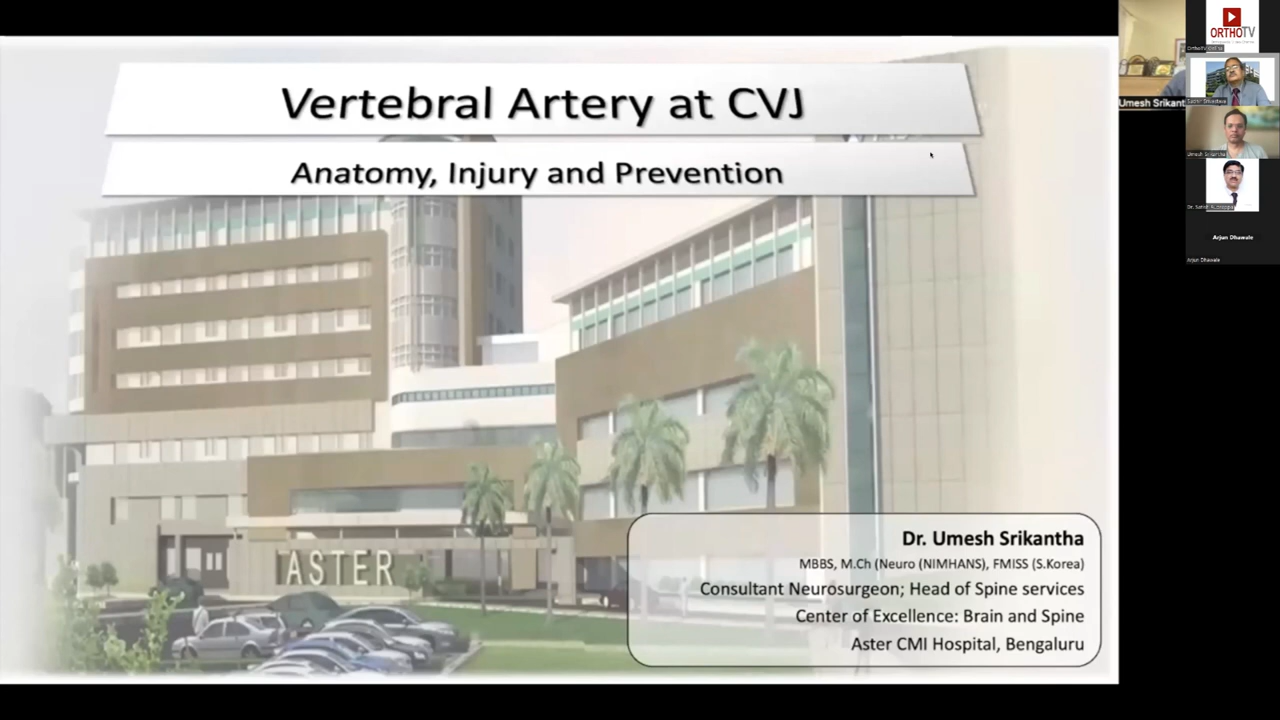 Vertebral Artery at CVJ
Anatomy, Injury and Prevention
ASTER
Dr. Umesh Srikantha
MBBS, M.Ch (Neuro (NIMHANS), FMISS (S.Korea)
Consultant Neurosurgeon; Head of Spine services
Center of Excellence: Brain and Spine
Aster CMI Hospital, Bengaluru
Umesh Srikant
ORTHOTV
Umesh Srikantha
Arjun Dhawale
Arjun Dhawale